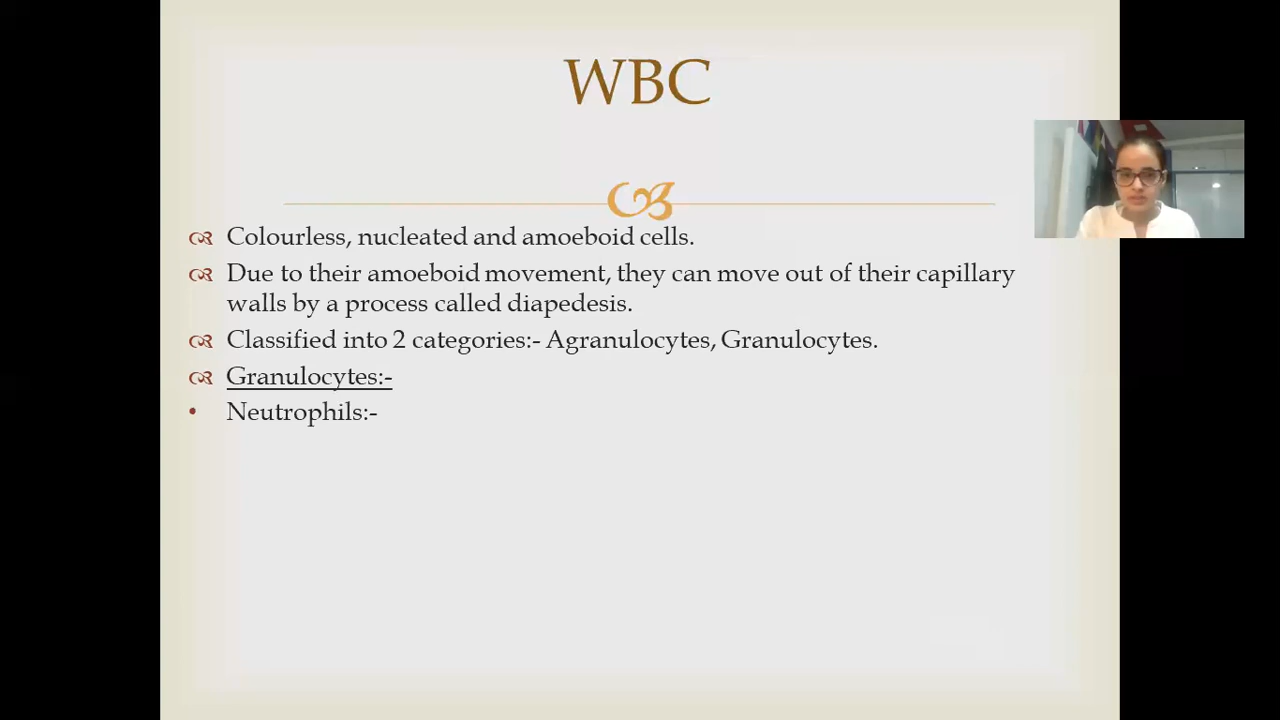 WBC
Colourless, nucleated and amoeboid cells.
Due to their amoeboid movement, they can move out of their capillary
walls by a process called diapedesis.
Classified into 2 categories:- Agranulocytes, Granulocytes.
Granulocytes:-
• Neutrophils:-